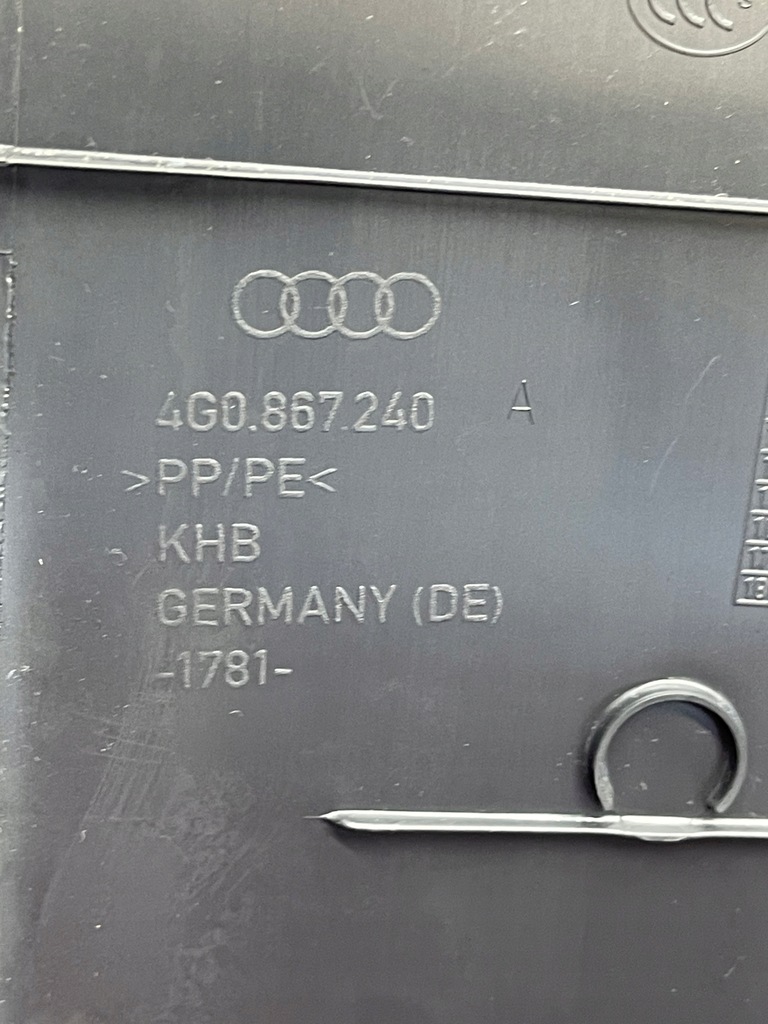 4G0.867.240 A
>PP/PE<
KHB
GERMANY (DE)
-1781-